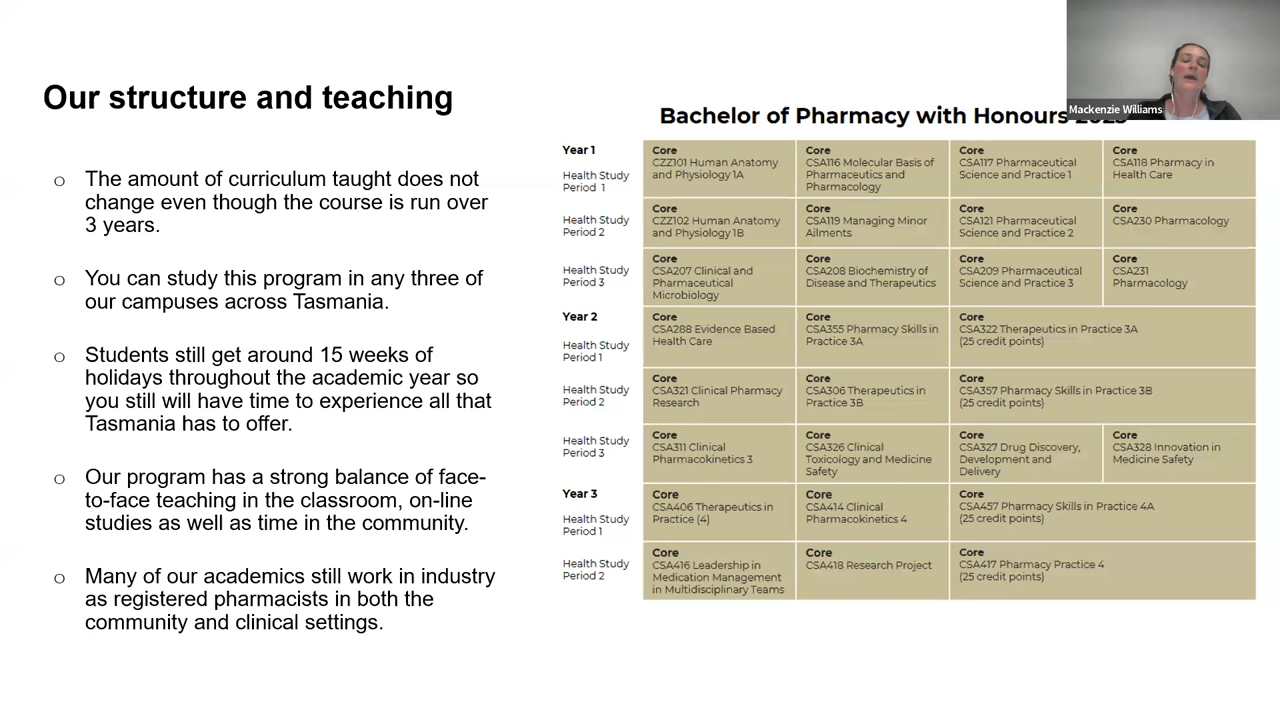 Our structure and teaching
o The amount of curriculum taught does not
change even though the course is run over
3 years.
o You can study this program in any three of
our campuses across Tasmania.
o Students still get around 15 weeks of
holidays throughout the academic year so
you still will have time to experience all that
Tasmania has to offer.
o Our program has a strong balance of face-
to-face teaching in the classroom, on-line
studies as well as time in the community.
o Many of our academics still work in industry
as registered pharmacists in both the
community and clinical settings.
Mackenzie Williams
Bachelor of Pharmacy with Honours
Year 1
Health Study
Period 1
Core
CZZ101 Human Anatomy
and Physiology 1A
Core
CSA116 Molecular Basis of
Pharmaceutics and
Pharmacology
Core
CSA117 Pharmaceutical
Science and Practice 1
Core
CSA118 Pharmacy in
Health Care
Health Study
Period 2
Core
CZZ102 Human Anatomy
and Physiology 1B
Core
CSA119 Managing Minor
Ailments
Core
CSA121 Pharmaceutical
Science and Practice 2
Core
CSA230 Pharmacology
Health Study
Period 3
Core
CSA207 Clinical and
Pharmaceutical
Microbiology
Core
CSA208 Biochemistry of
Disease and Therapeutics
Core
CSA209 Pharmaceutical
Science and Practice 3
Core
CSA231
Pharmacology
Year 2
Health Study
Period 1
Core
CSA288 Evidence Based
Health Care
Core
CSA355 Pharmacy Skills in
Practice 3A
Core
CSA322 Therapeutics in Practice 3A
(25 credit points)
Health Study
Period 2
Core
CSA321 Clinical Pharmacy
Research
Core
CSA306 Therapeutics in
Practice 3B
Core
CSA357 Pharmacy Skills in Practice 3B
(25 credit points)
Health Study
Period 3
Core
CSA311 Clinical
Pharmacokinetics 3
Core
CSA326 Clinical
Toxicology and Medicine
Safety
Core
CSA327 Drug Discovery,
Development and
Delivery
Core
CSA328 Innovation in
Medicine Safety
Year 3
Health Study
Period 1
Core
CSA406 Therapeutics in
Practice (4)
Core
CSA414 Clinical
Pharmacokinetics 4
Core
CSA457 Pharmacy Skills in Practice 4A
(25 credit points)
Health Study
Period 2
Core
CSA416 Leadership in
Medication Management
in Multidisciplinary Teams
Core
CSA418 Research Project
Core
CSA417 Pharmacy Practice 4
(25 credit points)